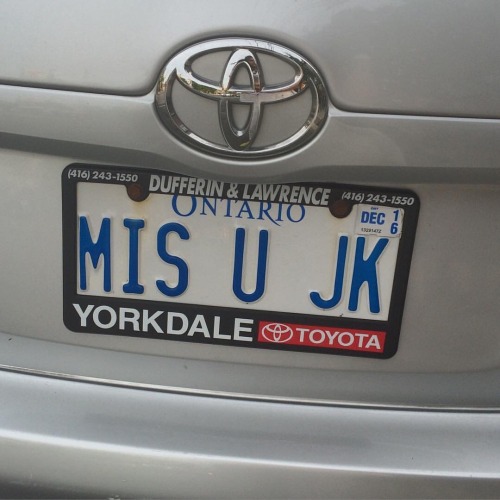 (416) 243-1550 DUFFERIN & LAWRENCE (416) 243-1550
ONTARIO
DEC 16
MIS U JK
YORKDALE TOYOTA